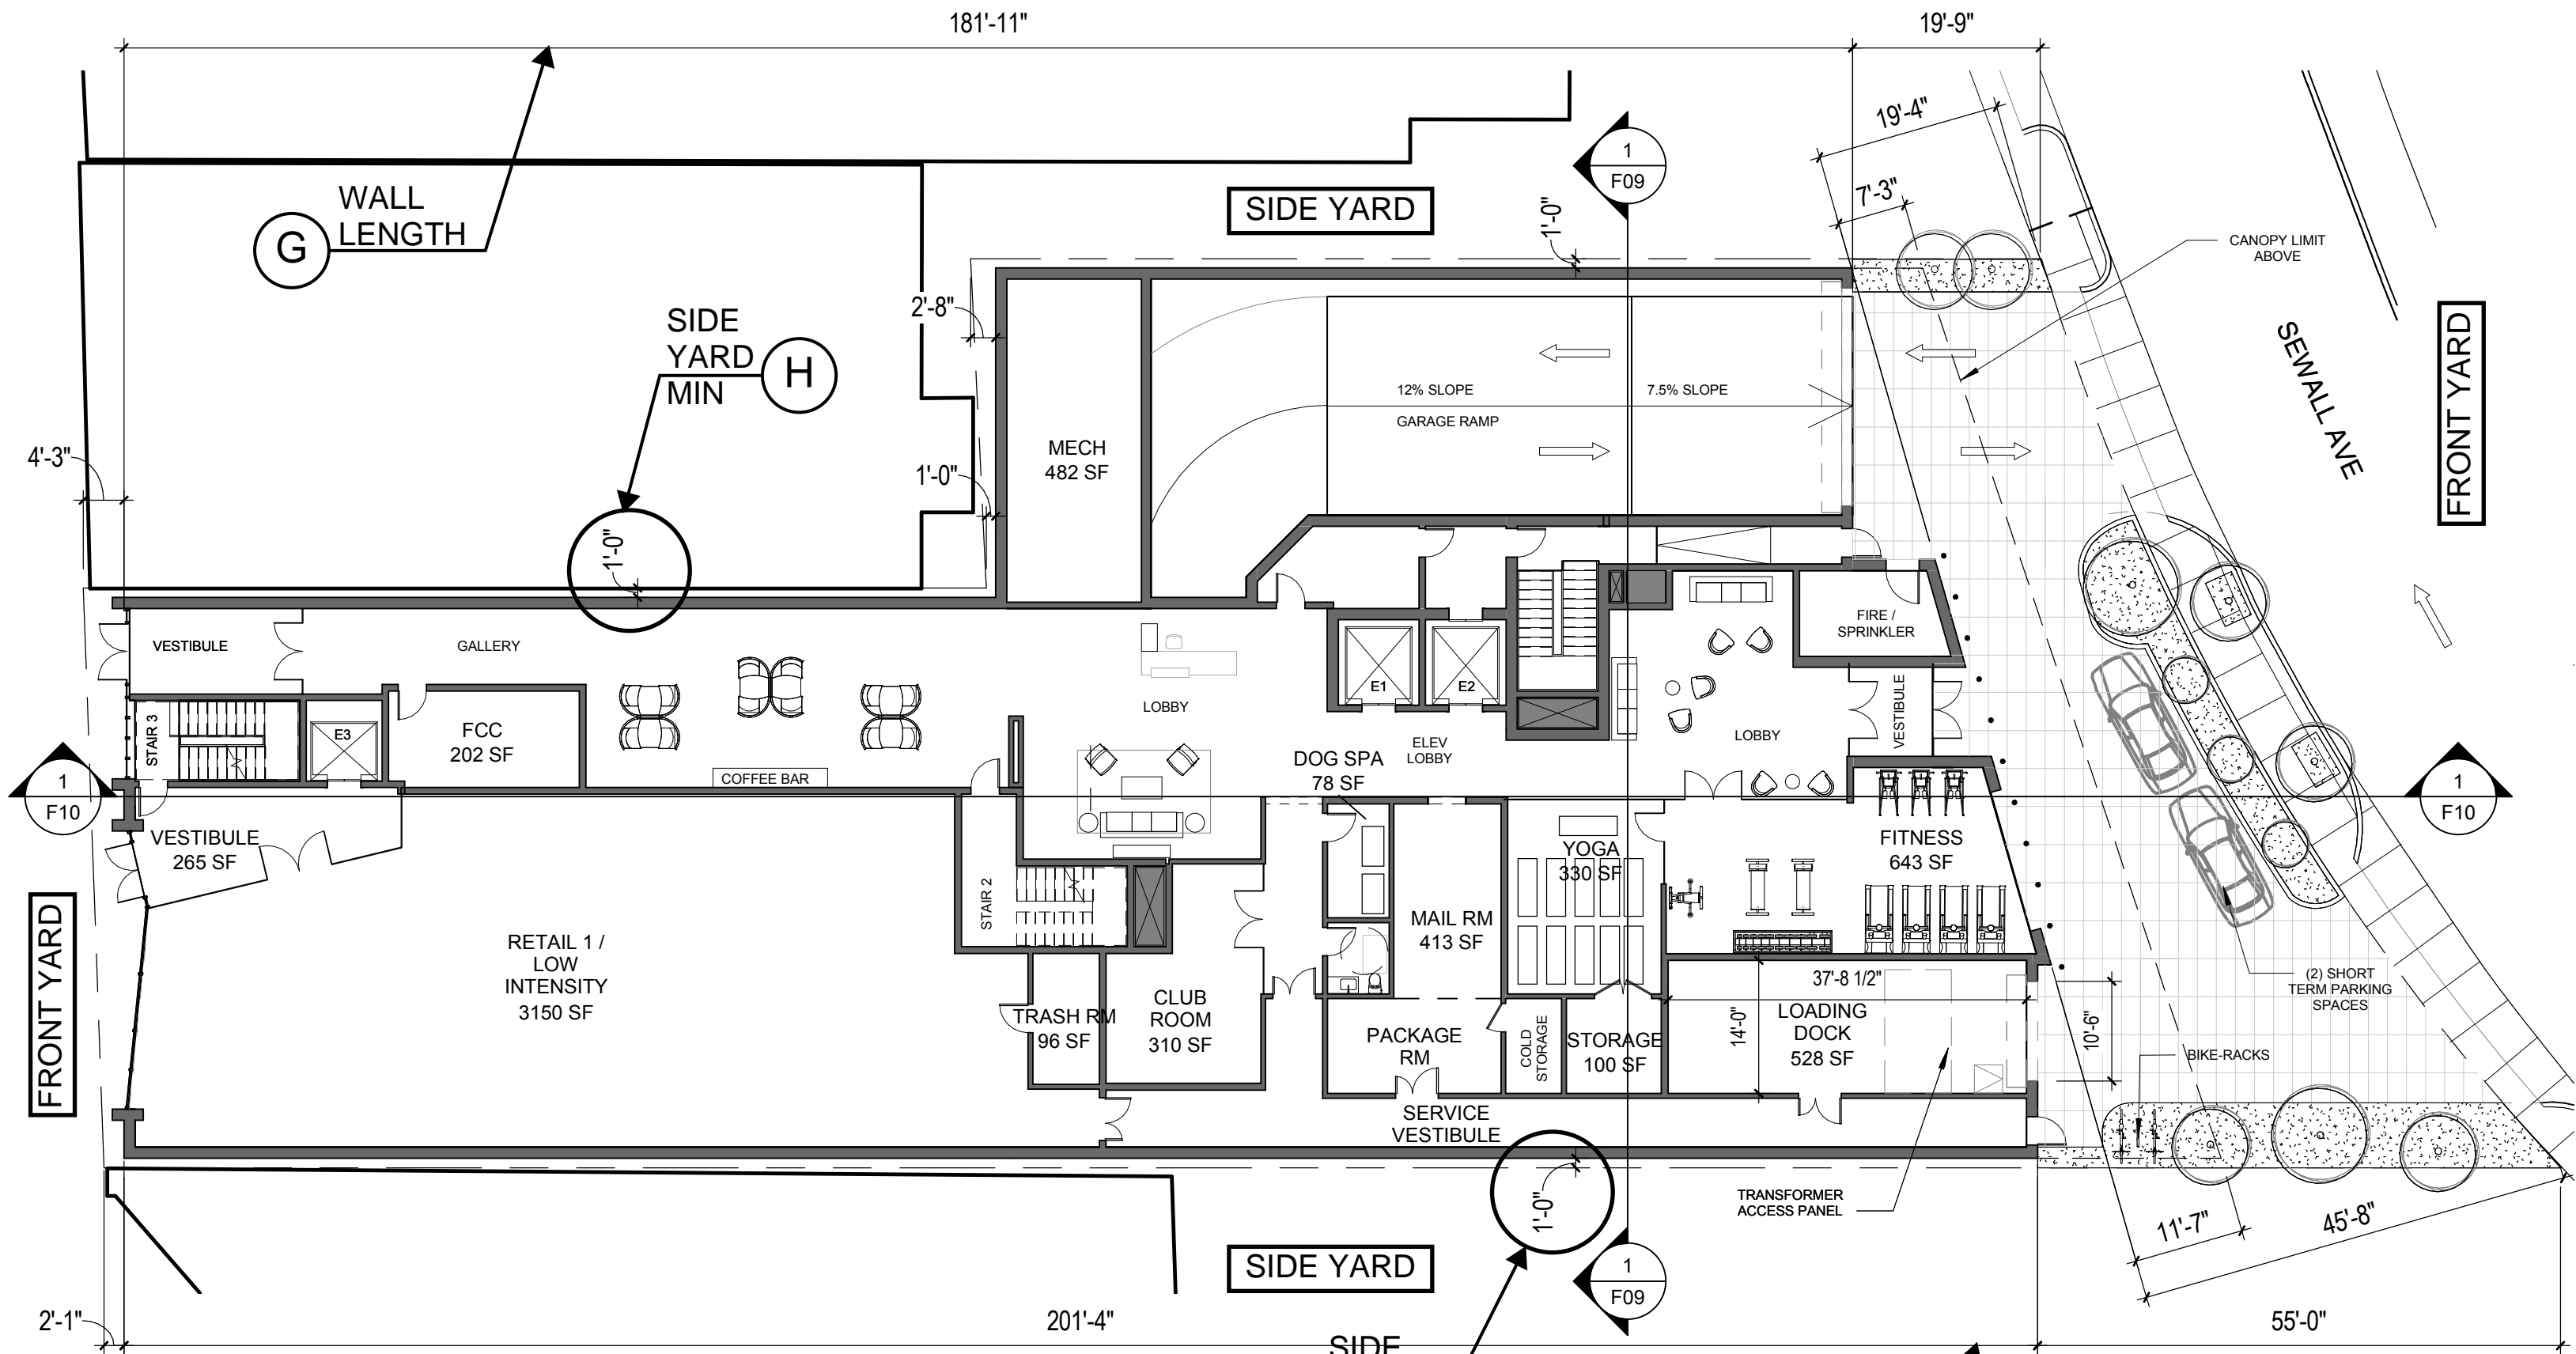 181'-11"
19'-9"
19'-4"
7'-3"
WALL
LENGTH
G
1
F09
SIDE YARD
1'-0"
CANOPY LIMIT
ABOVE
2'-8"
SIDE
YARD
MIN
H
SEWALL AVE
FRONT YARD
12% SLOPE
7.5% SLOPE
GARAGE RAMP
MECH
482 SF
4'-3"
1'-0"
1'-0"
VESTIBULE
GALLERY
FIRE /
SPRINKLER
E1
E2
LOBBY
VESTIBULE
LOBBY
STAIR 3
E3
FCC
202 SF
ELEV
LOBBY
COFFEE BAR
DOG SPA
78 SF
1
F10
1
F10
VESTIBULE
265 SF
YOGA
330 SF
FITNESS
643 SF
STAIR 2
MAIL RM
413 SF
FRONT YARD
RETAIL 1 /
LOW
INTENSITY
3150 SF
37'-8 1/2"
(2) SHORT
TERM PARKING
SPACES
TRASH RM
96 SF
CLUB
ROOM
310 SF
PACKAGE
RM
COLD
STORAGE
STORAGE
100 SF
14'-0"
LOADING
DOCK
528 SF
10'-6"
BIKE-RACKS
SERVICE
VESTIBULE
1'-0"
TRANSFORMER
ACCESS PANEL
SIDE YARD
1
F09
11'-7"
45'-8"
2'-1"
201'-4"
55'-0"
SIDE